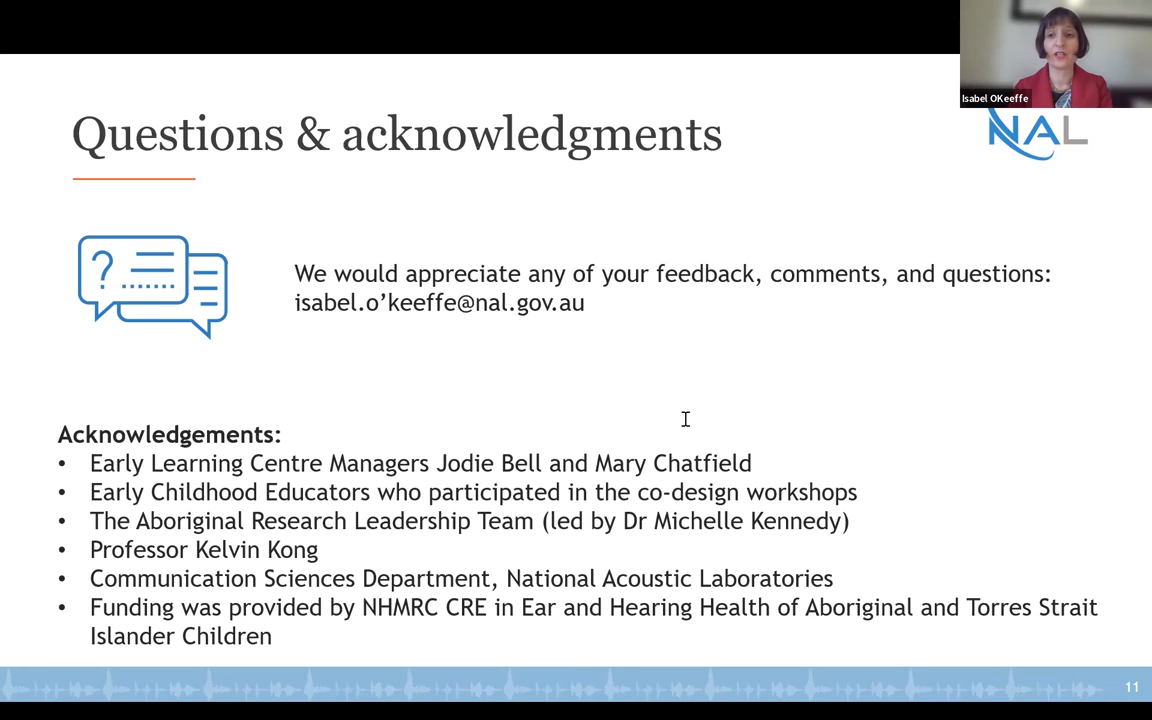 Isabel OKeeffe
Questions & acknowledgments
NAL
?
We would appreciate any of your feedback, comments, and questions:
isabel.o’keeffe@nal.gov.au
Acknowledgements:
• Early Learning Centre Managers Jodie Bell and Mary Chatfield
• Early Childhood Educators who participated in the co-design workshops
• The Aboriginal Research Leadership Team (led by Dr Michelle Kennedy)
• Professor Kelvin Kong
• Communication Sciences Department, National Acoustic Laboratories
• Funding was provided by NHMRC CRE in Ear and Hearing Health of Aboriginal and Torres Strait
Islander Children
11